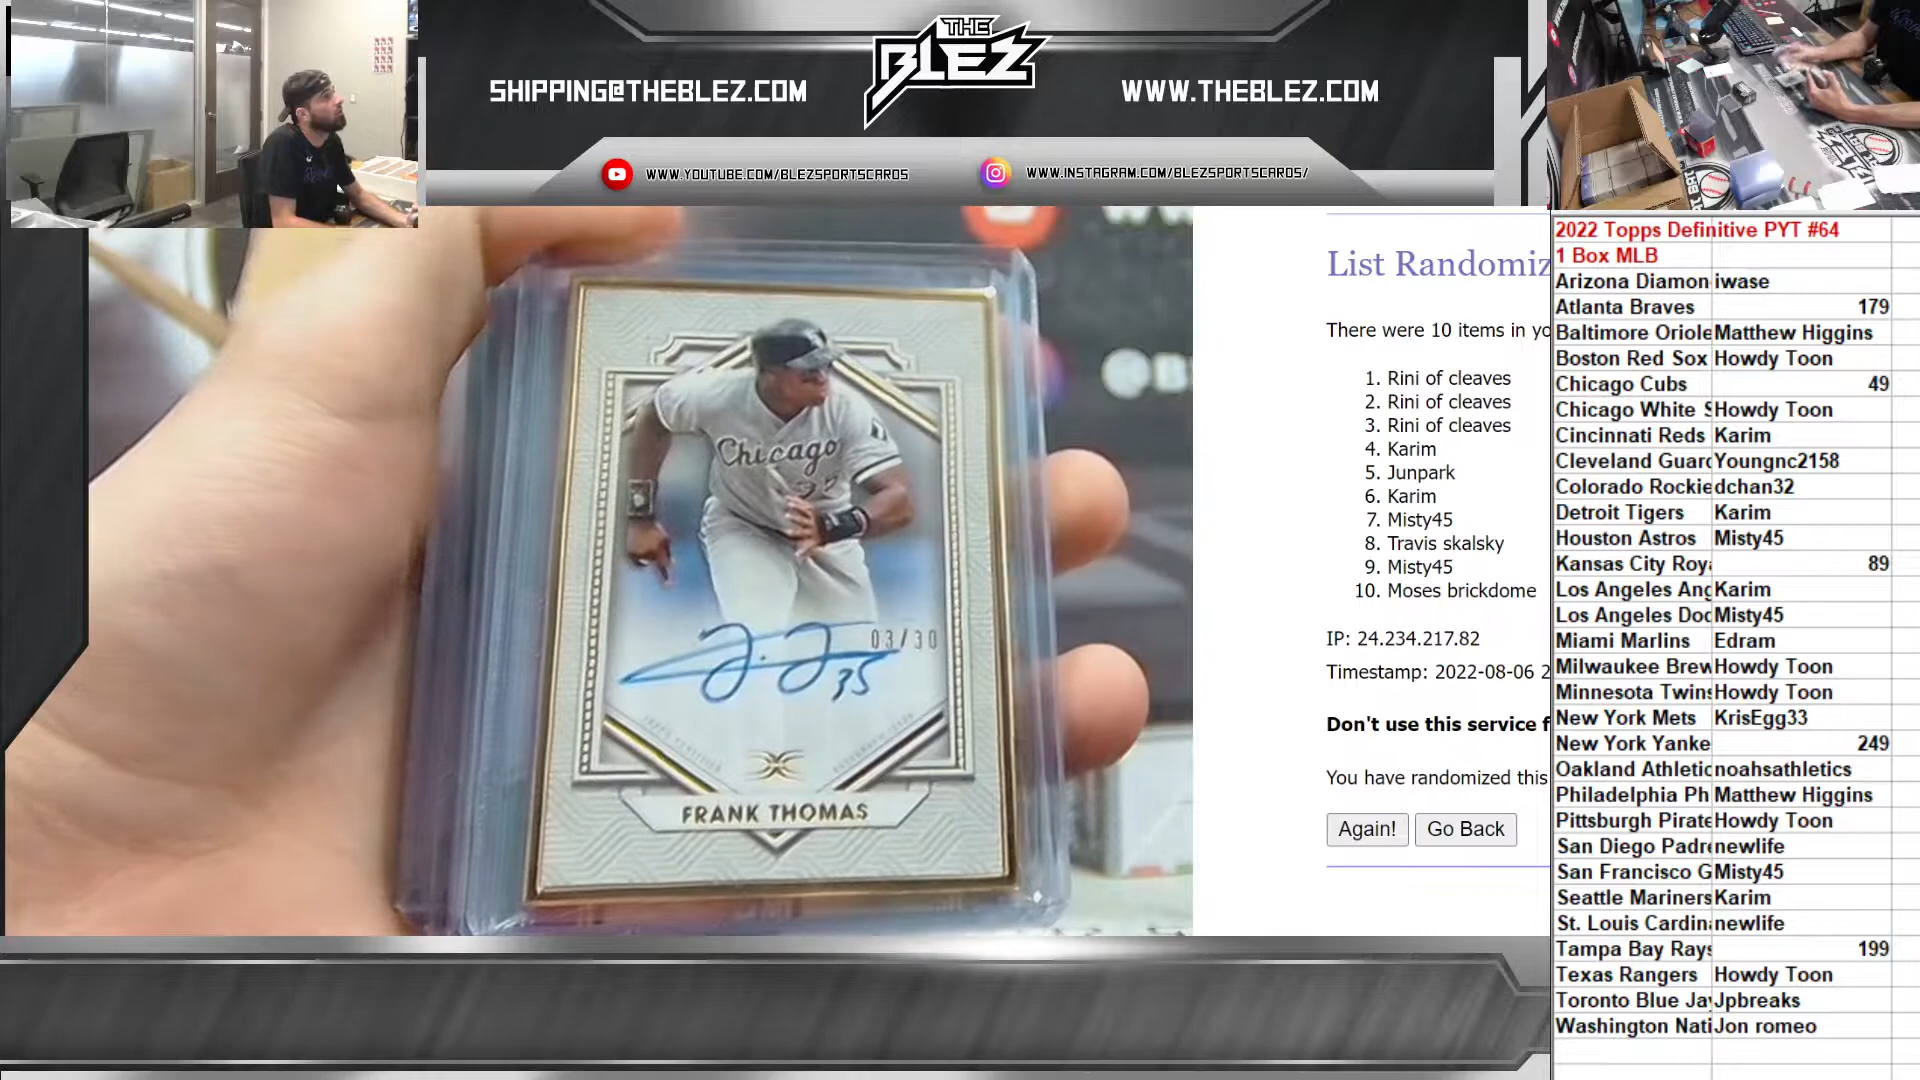 THE
BLEZ
SHIPPING@THEBLEZ.COM
WWW.THEBLEZ.COM
WWW.YOUTUBE.COM/BLEZSPORTSCARDS
WWW.INSTAGRAM.COM/BLEZSPORTSCARDS/
Chicago
35
03/30
35
FRANK THOMAS
List Randomiz
There were 10 items in yo
1. Rini of cleaves
2. Rini of cleaves
3. Rini of cleaves
4. Karim
5. Junpark
6. Karim
7. Misty45
8. Travis skalsky
9. Misty45
10. Moses brickdome
IP: 24.234.217.82
Timestamp: 2022-08-06 2
Don't use this service f
You have randomized this
Again! Go Back
2022 Topps Definitive PYT #64
1 Box MLB
Arizona Diamon iwase
Atlanta Braves 179
Baltimore Oriole Matthew Higgins
Boston Red Sox Howdy Toon
Chicago Cubs 49
Chicago White S Howdy Toon
Cincinnati Reds Karim
Cleveland Guard Youngnc2158
Colorado Rockie dchan32
Detroit Tigers Karim
Houston Astros Misty45
Kansas City Roya 89
Los Angeles Ang Karim
Los Angeles Dod Misty45
Miami Marlins Edram
Milwaukee Brew Howdy Toon
Minnesota Twins Howdy Toon
New York Mets KrisEgg33
New York Yanke 249
Oakland Athletic noahsathletics
Philadelphia Ph Matthew Higgins
Pittsburgh Pirate Howdy Toon
San Diego Padre newlife
San Francisco G Misty45
Seattle Mariners Karim
St. Louis Cardin newlife
Tampa Bay Rays 199
Texas Rangers Howdy Toon
Toronto Blue Jay Jpbreaks
Washington Nati Jon romeo